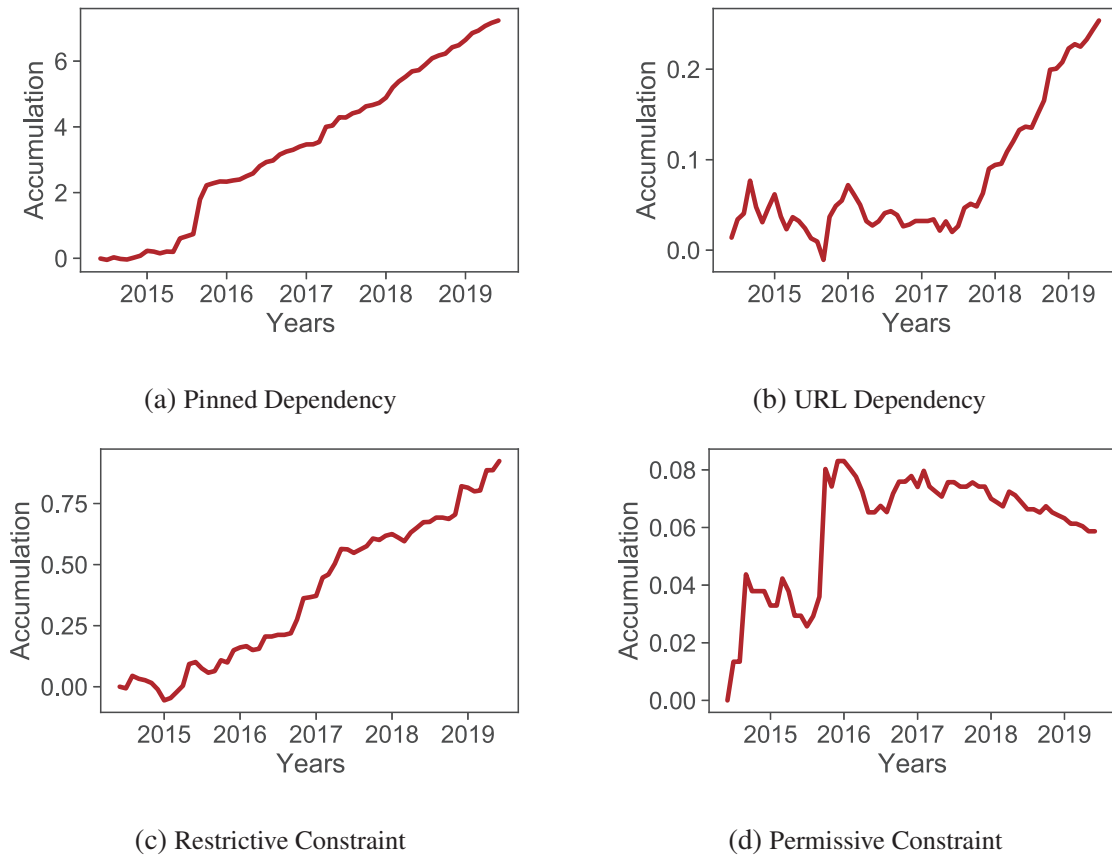 Accumulation
6
4
2
0
2015 2016 2017 2018 2019
Years
(a) Pinned Dependency
Accumulation
0.2
0.1
0.0
2015 2016 2017 2018 2019
Years
(b) URL Dependency
Accumulation
0.75
0.50
0.25
0.00
2015 2016 2017 2018 2019
Years
(c) Restrictive Constraint
Accumulation
0.08
0.06
0.04
0.02
0.00
2015 2016 2017 2018 2019
Years
(d) Permissive Constraint